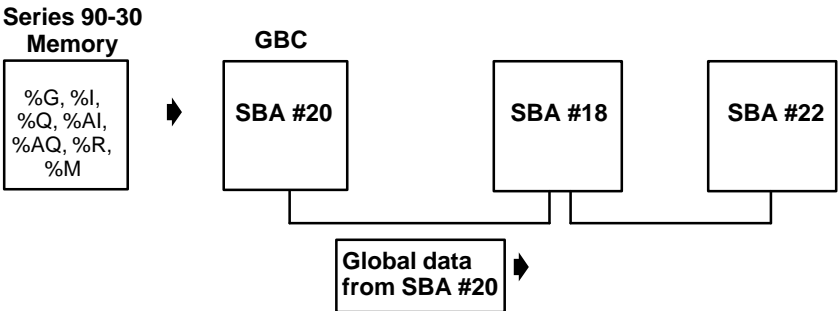 Series 90-30
Memory
GBC
%G, %I,
%Q, %AI,
%AQ, %R,
%M
SBA #20
SBA #18
SBA #22
Global data
from SBA #20